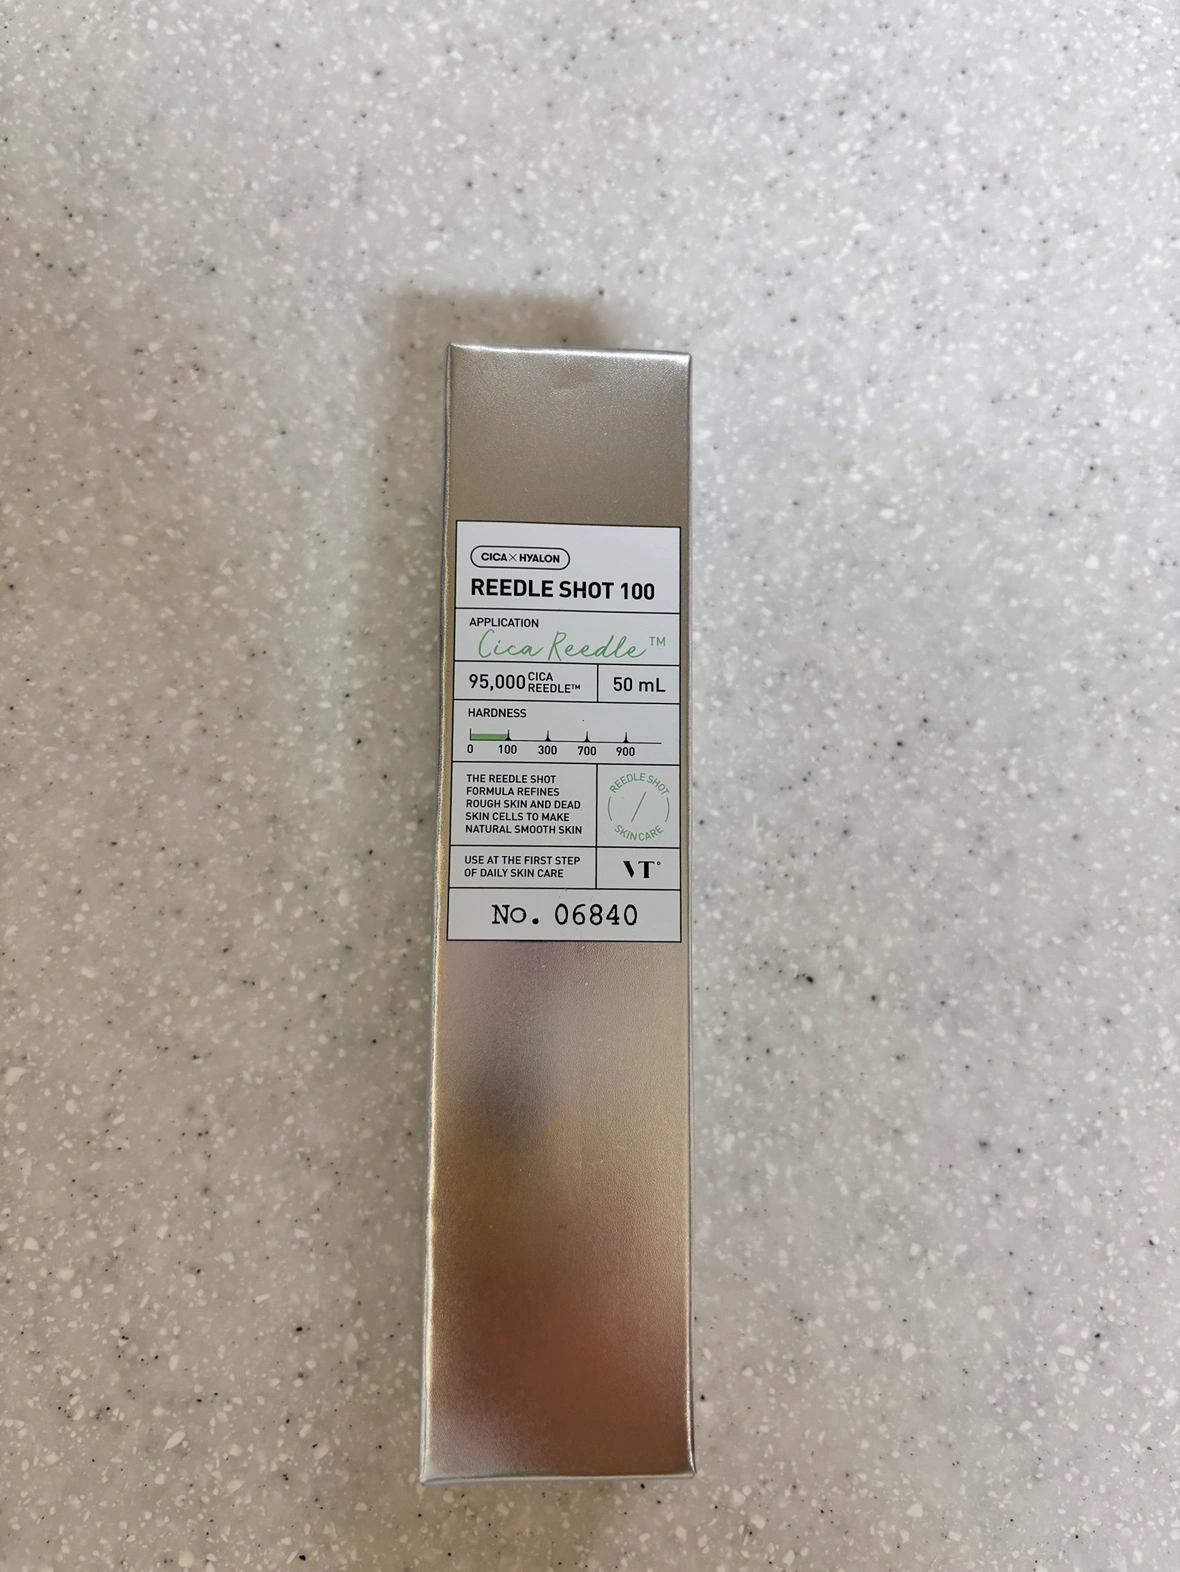 CICA×HYALON
REEDLE SHOT 100
APPLICATION
Cica Reedle™
95,000 CICA REEDLE™
50 mL
HARDNESS
0 100 300 700 900
THE REEDLE SHOT
FORMULA REFINES
ROUGH SKIN AND DEAD
SKIN CELLS TO MAKE
NATURAL SMOOTH SKIN
REEDLE SHOT
SKINCARE
USE AT THE FIRST STEP
OF DAILY SKIN CARE
VT°
No. 06840